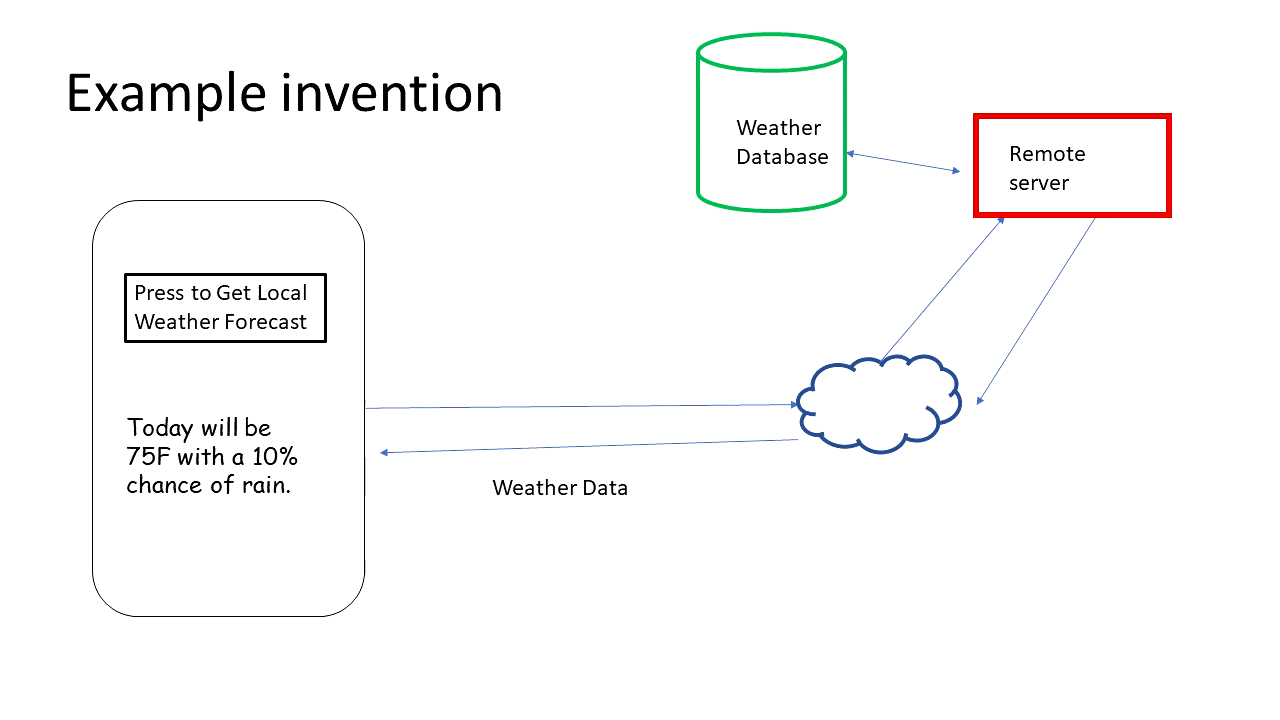 Example invention
Weather
Database
Remote
server
Press to Get Local
Weather Forecast
Today will be
75F with a 10%
chance of rain.
Weather Data